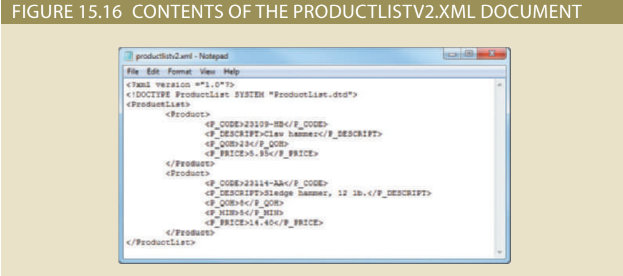 FIGURE 15.16 CONTENTS OF THE PRODUCTLISTV2.XML DOCUMENT
productlistv2.xml - Notepad
File Edit Format View Help
<?xml version ="1.0"?>
<!DOCTYPE ProductList SYSTEM "ProductList.dtd">
<ProductList>
<Product>
<P_CODE>23109-HB</P_CODE>
<P_DESCRIPT>Claw hammer</P_DESCRIPT>
<P_QOH>23</P_QOH>
<P_PRICE>5.95</P_PRICE>
</Product>
<Product>
<P_CODE>23114-AA</P_CODE>
<P_DESCRIPT>Sledge hammer, 12 lb.</P_DESCRIPT>
<P_QOH>8</P_QOH>
<P_MIN>5</P_MIN>
<P_PRICE>14.40</P_PRICE>
</Product>
</ProductList>